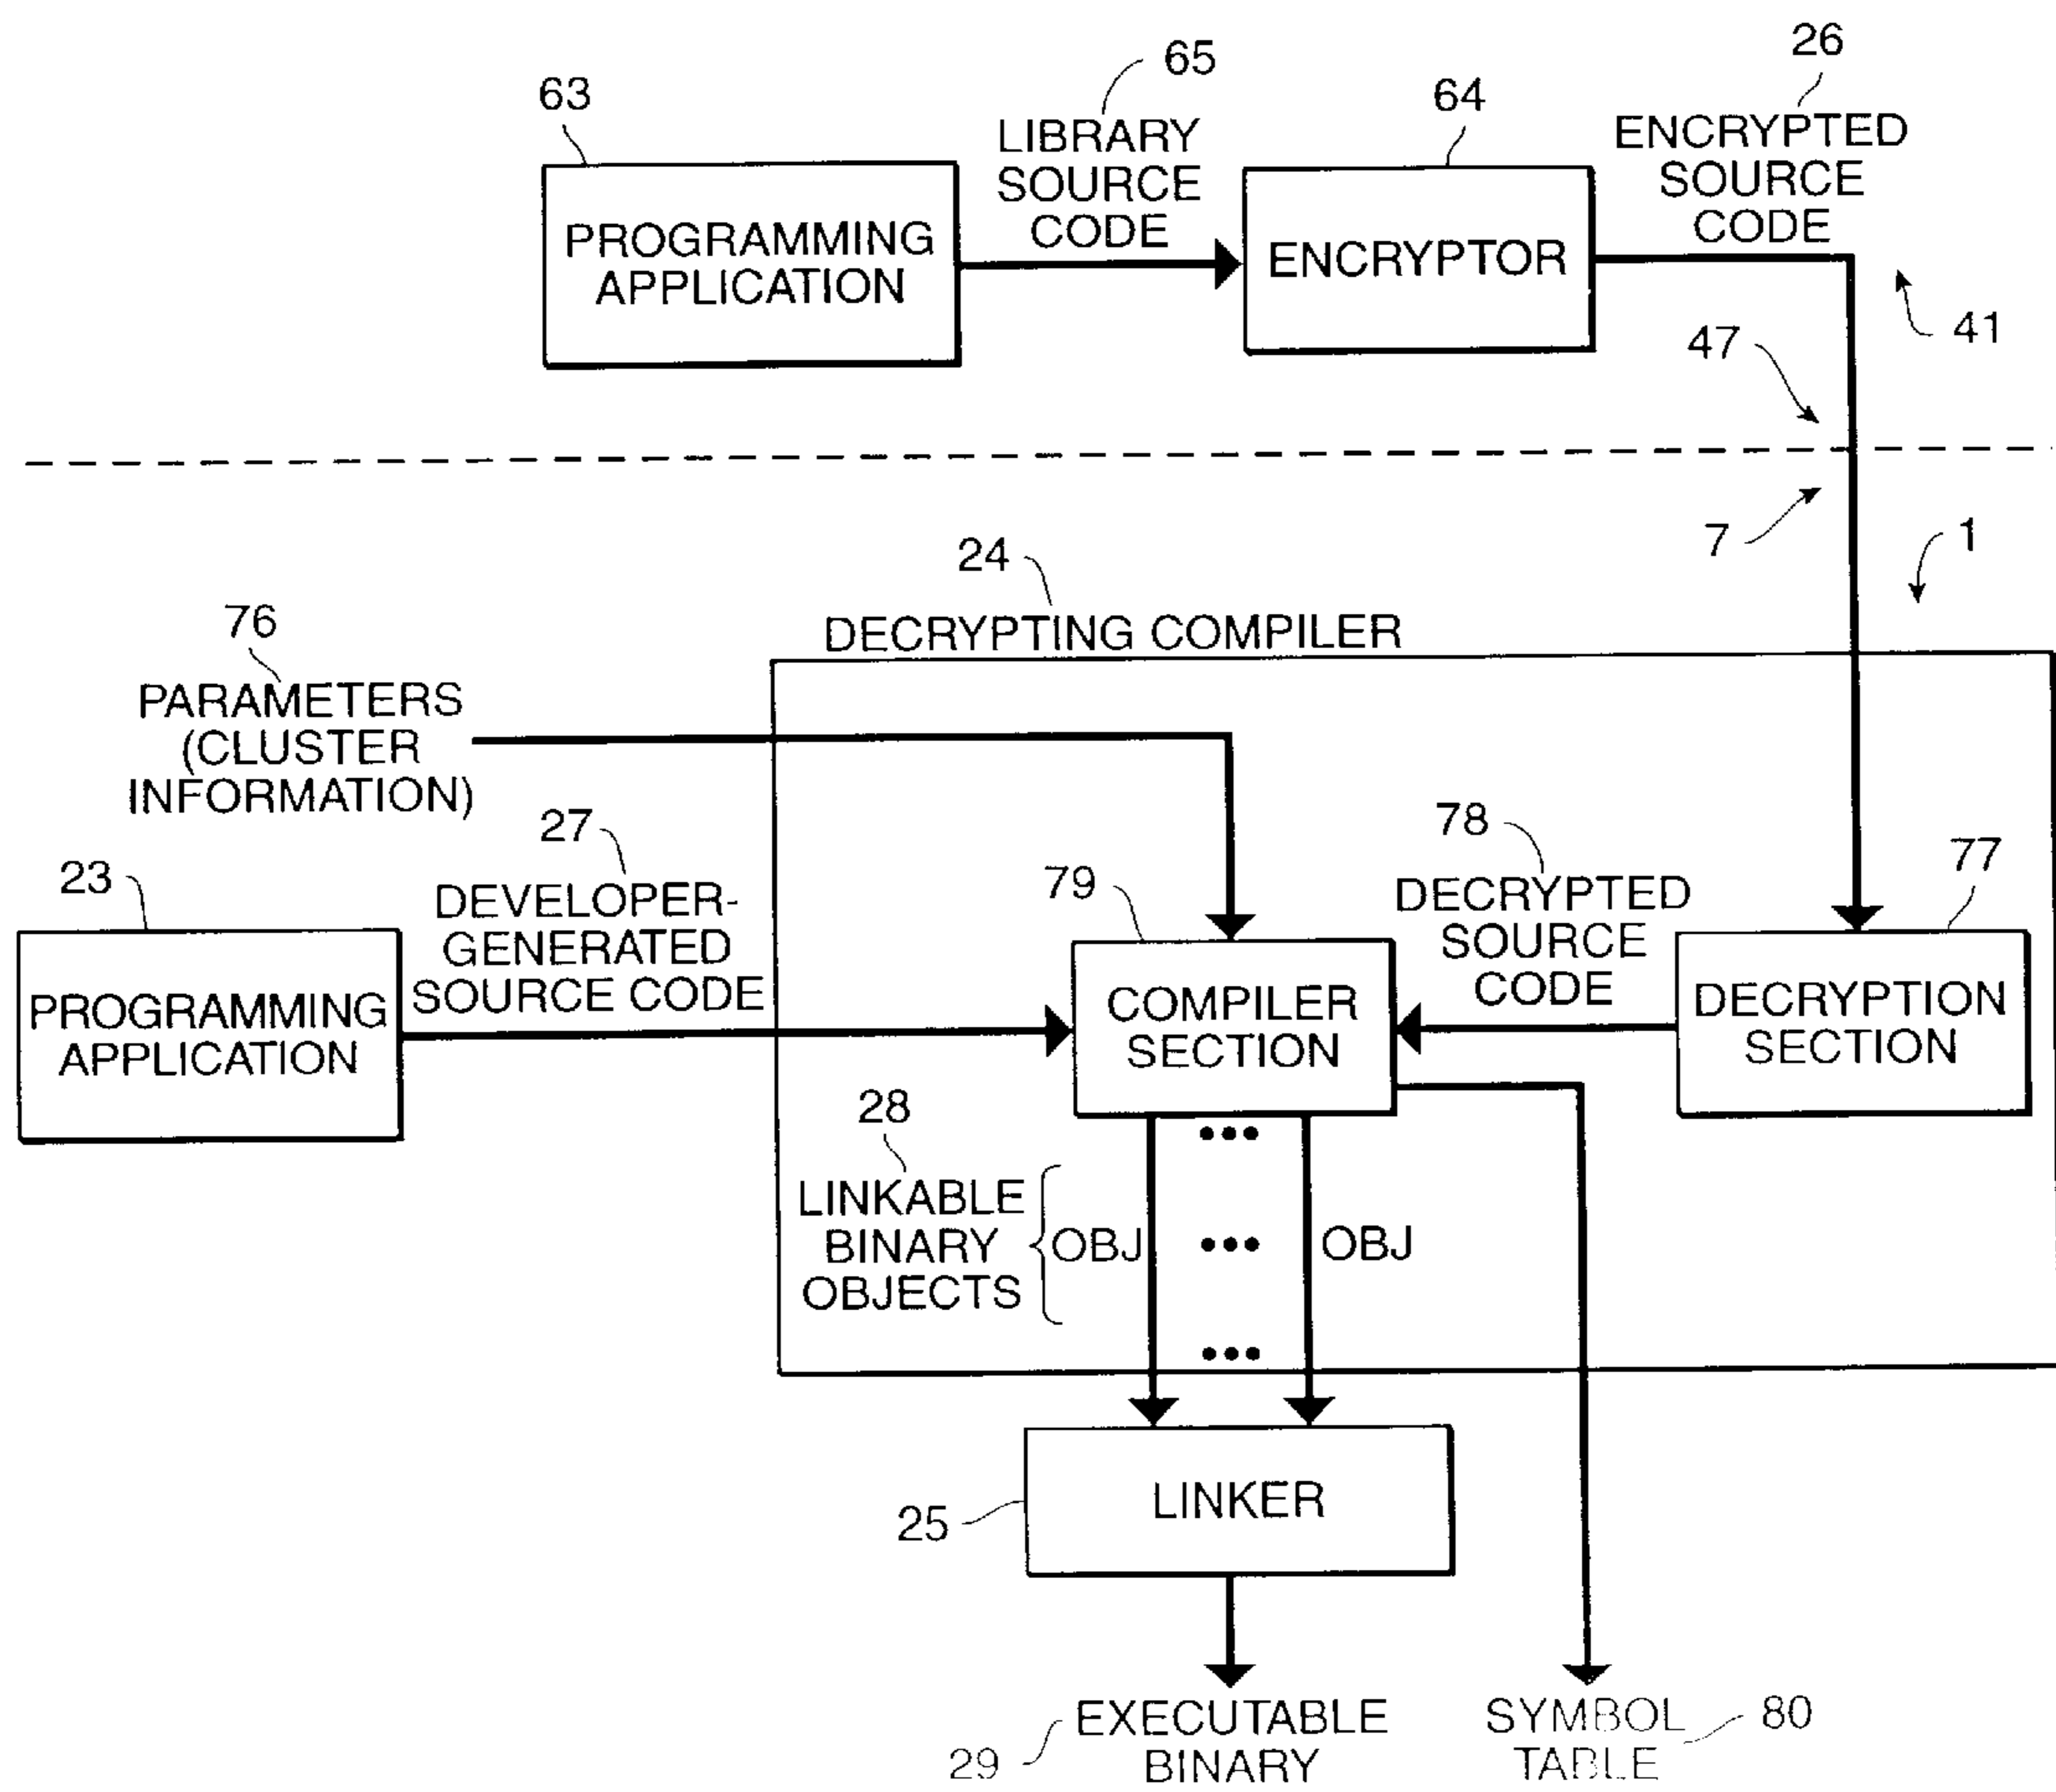 26
65
63
64
LIBRARY
SOURCE
CODE
ENCRYPTED
SOURCE
CODE
PROGRAMMING
APPLICATION
ENCRYPTOR
41
47
7
1
24
DECRYPTING COMPILER
76
PARAMETERS
(CLUSTER
INFORMATION)
27
78
77
23
79
DEVELOPER-
GENERATED
SOURCE CODE
DECRYPTED
SOURCE
CODE
PROGRAMMING
APPLICATION
COMPILER
SECTION
DECRYPTION
SECTION
28
LINKABLE
BINARY
OBJECTS
OBJ
OBJ
LINKER
25
EXECUTABLE
BINARY
29
SYMBOL
TABLE
80